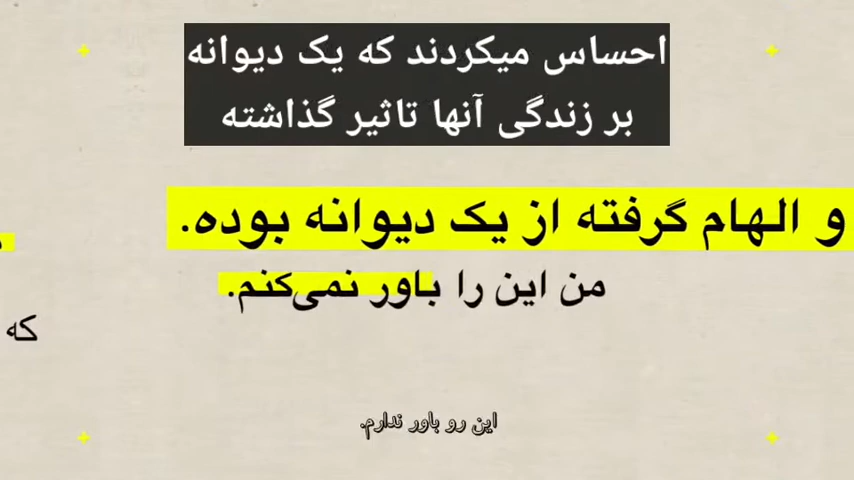 احساس میکردند که یک دیوانه
بر زندگی آنها تاثیر گذاشته
و الهام گرفته از یک دیوانه بوده.
من این را باور نمی‌کنم.
که
این رو باور ندارم.